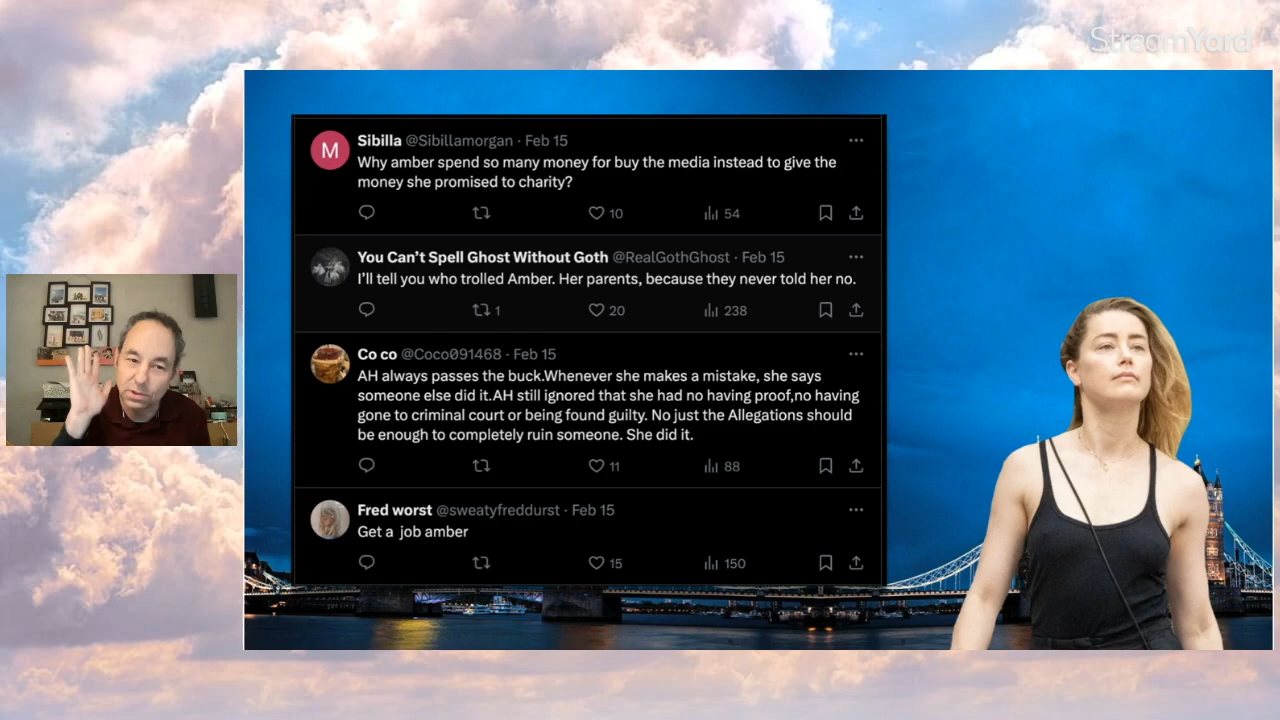 StreamYard
M
Sibilla @Sibillamorgan · Feb 15
Why amber spend so many money for buy the media instead to give the
money she promised to charity?
10
54
You Can't Spell Ghost Without Goth @RealGothGhost · Feb 15
I'll tell you who trolled Amber. Her parents, because they never told her no.
1
20
238
Co co @Coco091468 · Feb 15
AH always passes the buck.Whenever she makes a mistake, she says
someone else did it.AH still ignored that she had no having proof,no having
gone to criminal court or being found guilty. No just the Allegations should
be enough to completely ruin someone. She did it.
11
88
Fred worst @sweatyfreddurst · Feb 15
Get a job amber
15
150